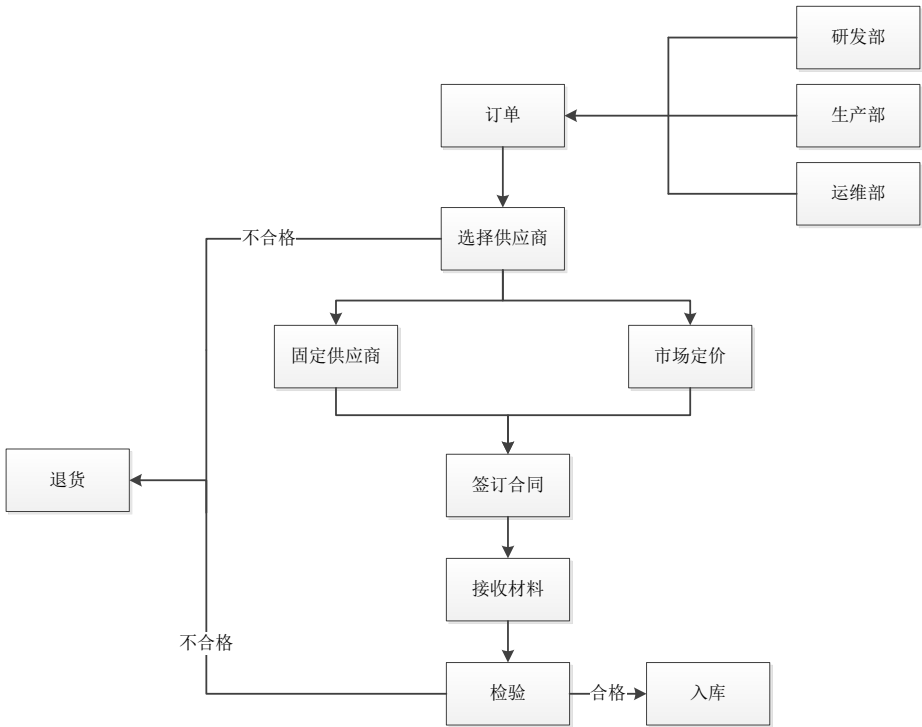 研发部
订单
生产部
运维部
不合格
选择供应商
固定供应商
市场定价
退货
签订合同
接收材料
不合格
检验
合格
入库